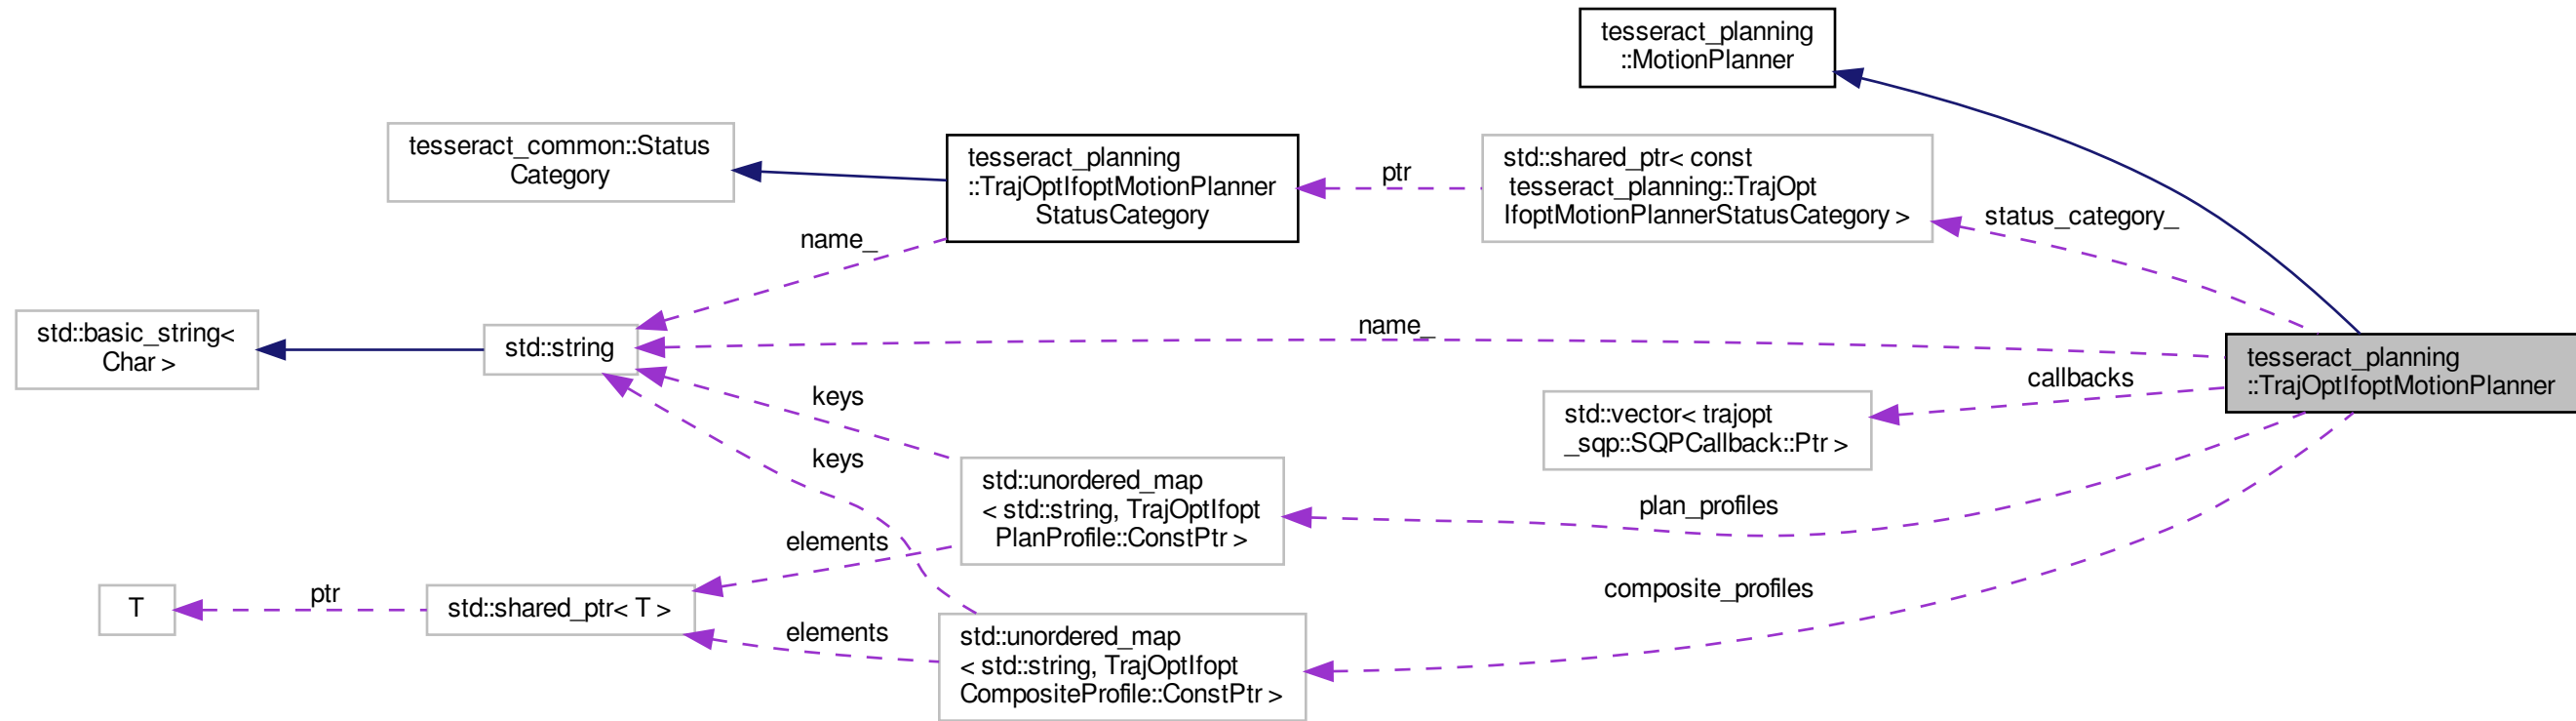 tesseract_planning
::MotionPlanner
tesseract_common::Status
Category
tesseract_planning
::TrajOptIfoptMotionPlanner
StatusCategory
ptr
std::shared_ptr< const
tesseract_planning::TrajOpt
IfoptMotionPlannerStatusCategory >
status_category_
name_
std::basic_string<
Char >
std::string
name_
tesseract_planning
::TrajOptIfoptMotionPlanner
callbacks
keys
std::vector< trajopt
_sqp::SQPCallback::Ptr >
keys
std::unordered_map
< std::string, TrajOptIfopt
PlanProfile::ConstPtr >
plan_profiles
elements
T
ptr
std::shared_ptr< T >
composite_profiles
elements
std::unordered_map
< std::string, TrajOptIfopt
CompositeProfile::ConstPtr >